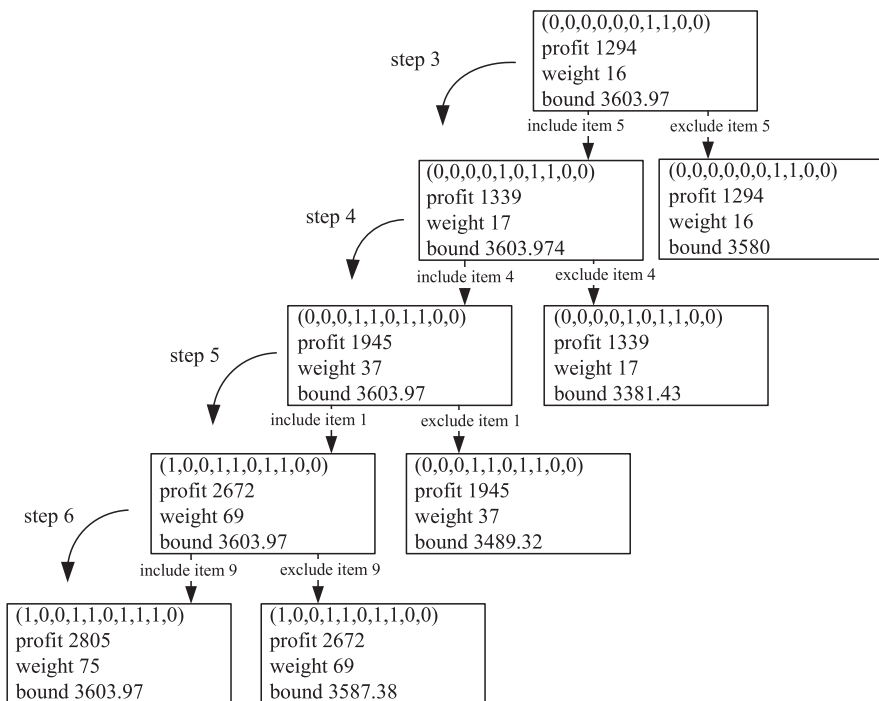 (0,0,0,0,0,0,1,1,0,0)
profit 1294
weight 16
bound 3603.97
step 3
include item 5
exclude item 5
(0,0,0,0,1,0,1,1,0,0)
profit 1339
weight 17
bound 3603.974
(0,0,0,0,0,0,1,1,0,0)
profit 1294
weight 16
bound 3580
step 4
include item 4
exclude item 4
(0,0,0,1,1,0,1,1,0,0)
profit 1945
weight 37
bound 3603.97
(0,0,0,0,1,0,1,1,0,0)
profit 1339
weight 17
bound 3381.43
step 5
include item 1
exclude item 1
(1,0,0,1,1,0,1,1,0,0)
profit 2672
weight 69
bound 3603.97
(0,0,0,1,1,0,1,1,0,0)
profit 1945
weight 37
bound 3489.32
step 6
include item 9
exclude item 9
(1,0,0,1,1,0,1,1,1,0)
profit 2805
weight 75
bound 3603.97
(1,0,0,1,1,0,1,1,0,0)
profit 2672
weight 69
bound 3587.38